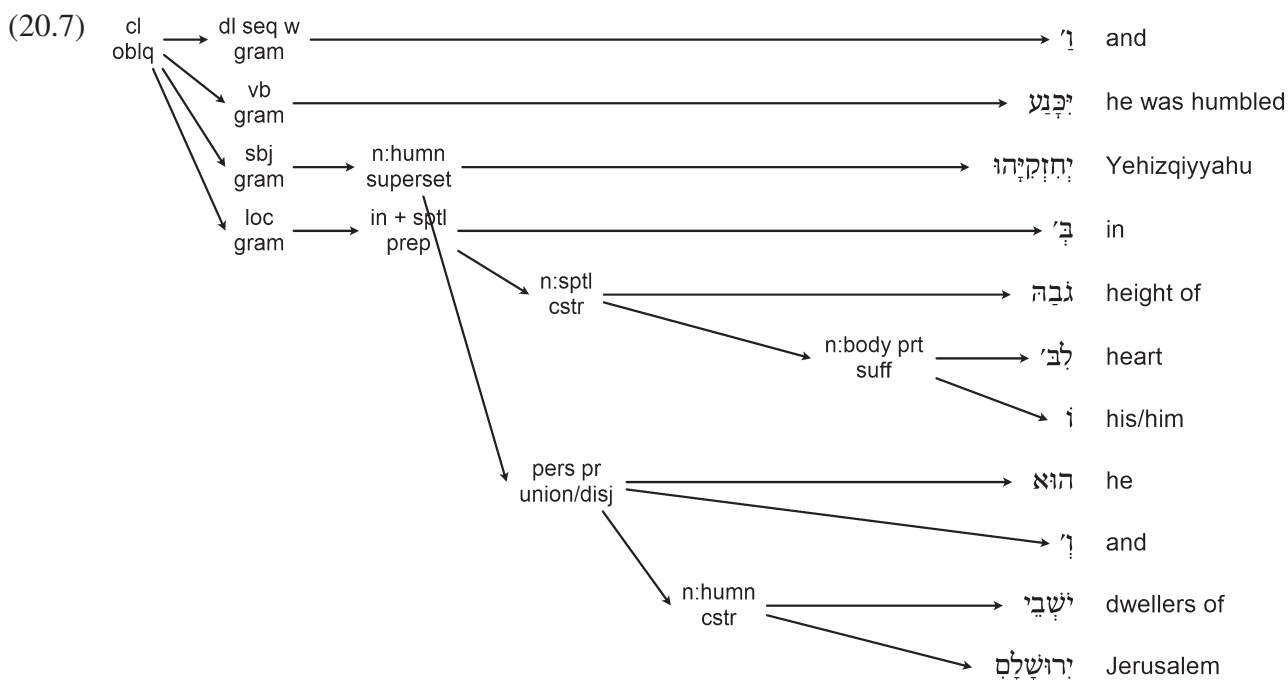 (20.7)
cl
oblq
dl seq w
gram
וַ׳ and
vb
gram
יִּכָּנַע he was humbled
sbj
gram
n:humn
superset
יְחִזְקִיָּהוּ Yehizqiyyahu
loc
gram
in + sptl
prep
בְּ׳ in
n:sptl
cstr
גֹבַהּ height of
n:body prt
suff
לִבּ׳ heart
וֹ his/him
pers pr
union/disj
הוּא he
וְ׳ and
n:humn
cstr
יֹשְׁבֵי dwellers of
יְרוּשָׁלָםִ Jerusalem